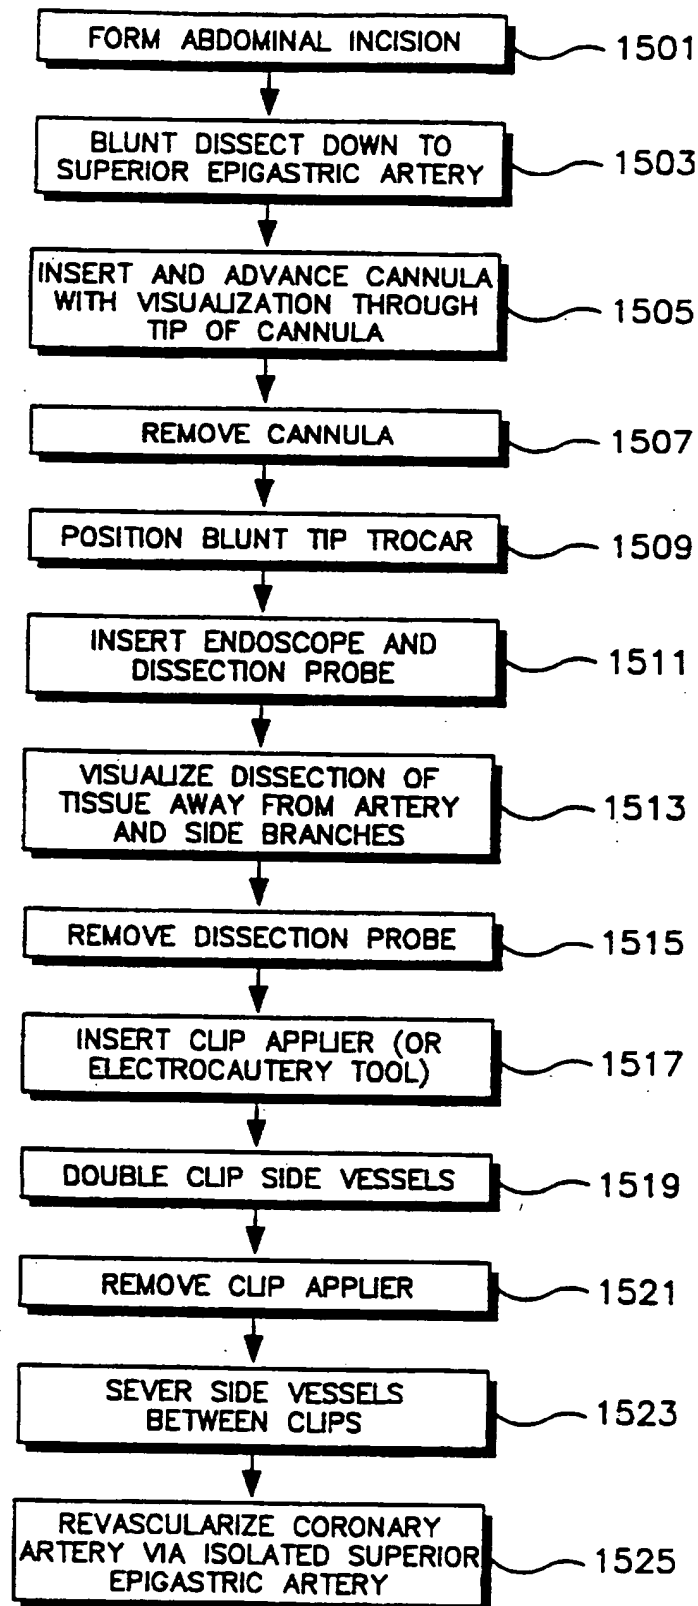 FORM ABDOMINAL INCISION
1501
BLUNT DISSECT DOWN TO
SUPERIOR EPIGASTRIC ARTERY
1503
INSERT AND ADVANCE CANNULA
WITH VISUALIZATION THROUGH
TIP OF CANNULA
1505
REMOVE CANNULA
1507
POSITION BLUNT TIP TROCAR
1509
INSERT ENDOSCOPE AND
DISSECTION PROBE
1511
VISUALIZE DISSECTION OF
TISSUE AWAY FROM ARTERY
AND SIDE BRANCHES
1513
REMOVE DISSECTION PROBE
1515
INSERT CLIP APPLIER (OR
ELECTROCAUTERY TOOL)
1517
DOUBLE CLIP SIDE VESSELS
1519
REMOVE CLIP APPLIER
1521
SEVER SIDE VESSELS
BETWEEN CLIPS
1523
REVASCULARIZE CORONARY
ARTERY VIA ISOLATED SUPERIOR
EPIGASTRIC ARTERY
1525